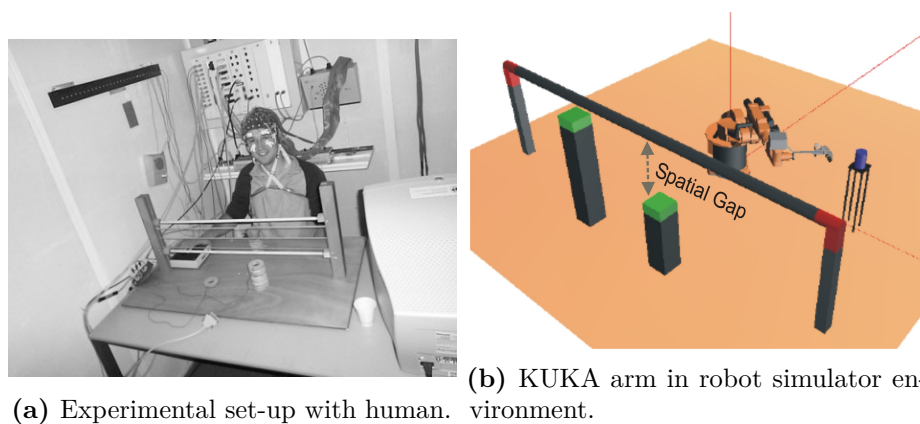 Spatial Gap
(a) Experimental set-up with human.
(b) KUKA arm in robot simulator en-
vironment.